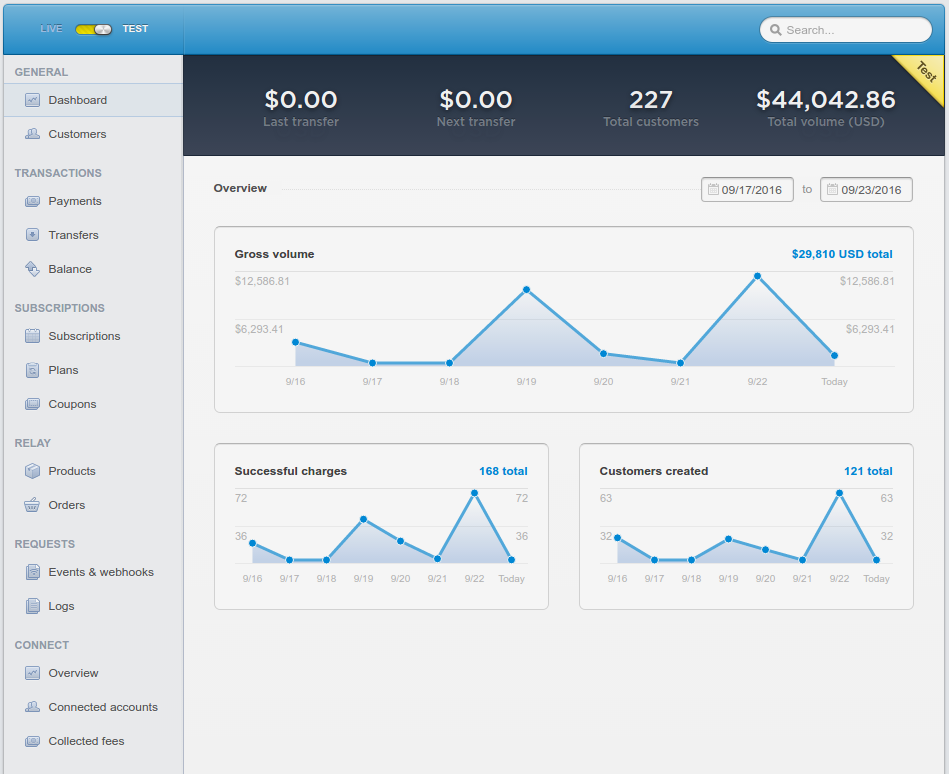 LIVE TEST
Search...
GENERAL
Dashboard
Customers
TRANSACTIONS
Payments
Transfers
Balance
SUBSCRIPTIONS
Subscriptions
Plans
Coupons
RELAY
Products
Orders
REQUESTS
Events & webhooks
Logs
CONNECT
Overview
Connected accounts
Collected fees
$0.00 $0.00 227 $44,042.86
Last transfer Next transfer Total customers Total volume (USD)
Test
Overview 09/17/2016 to 09/23/2016
Gross volume $29,810 USD total
$12,586.81 $12,586.81
$6,293.41 $6,293.41
9/16 9/17 9/18 9/19 9/20 9/21 9/22 Today
Successful charges 168 total
72 72
36 36
9/16 9/17 9/18 9/19 9/20 9/21 9/22 Today
Customers created 121 total
63 63
32 32
9/16 9/17 9/18 9/19 9/20 9/21 9/22 Today